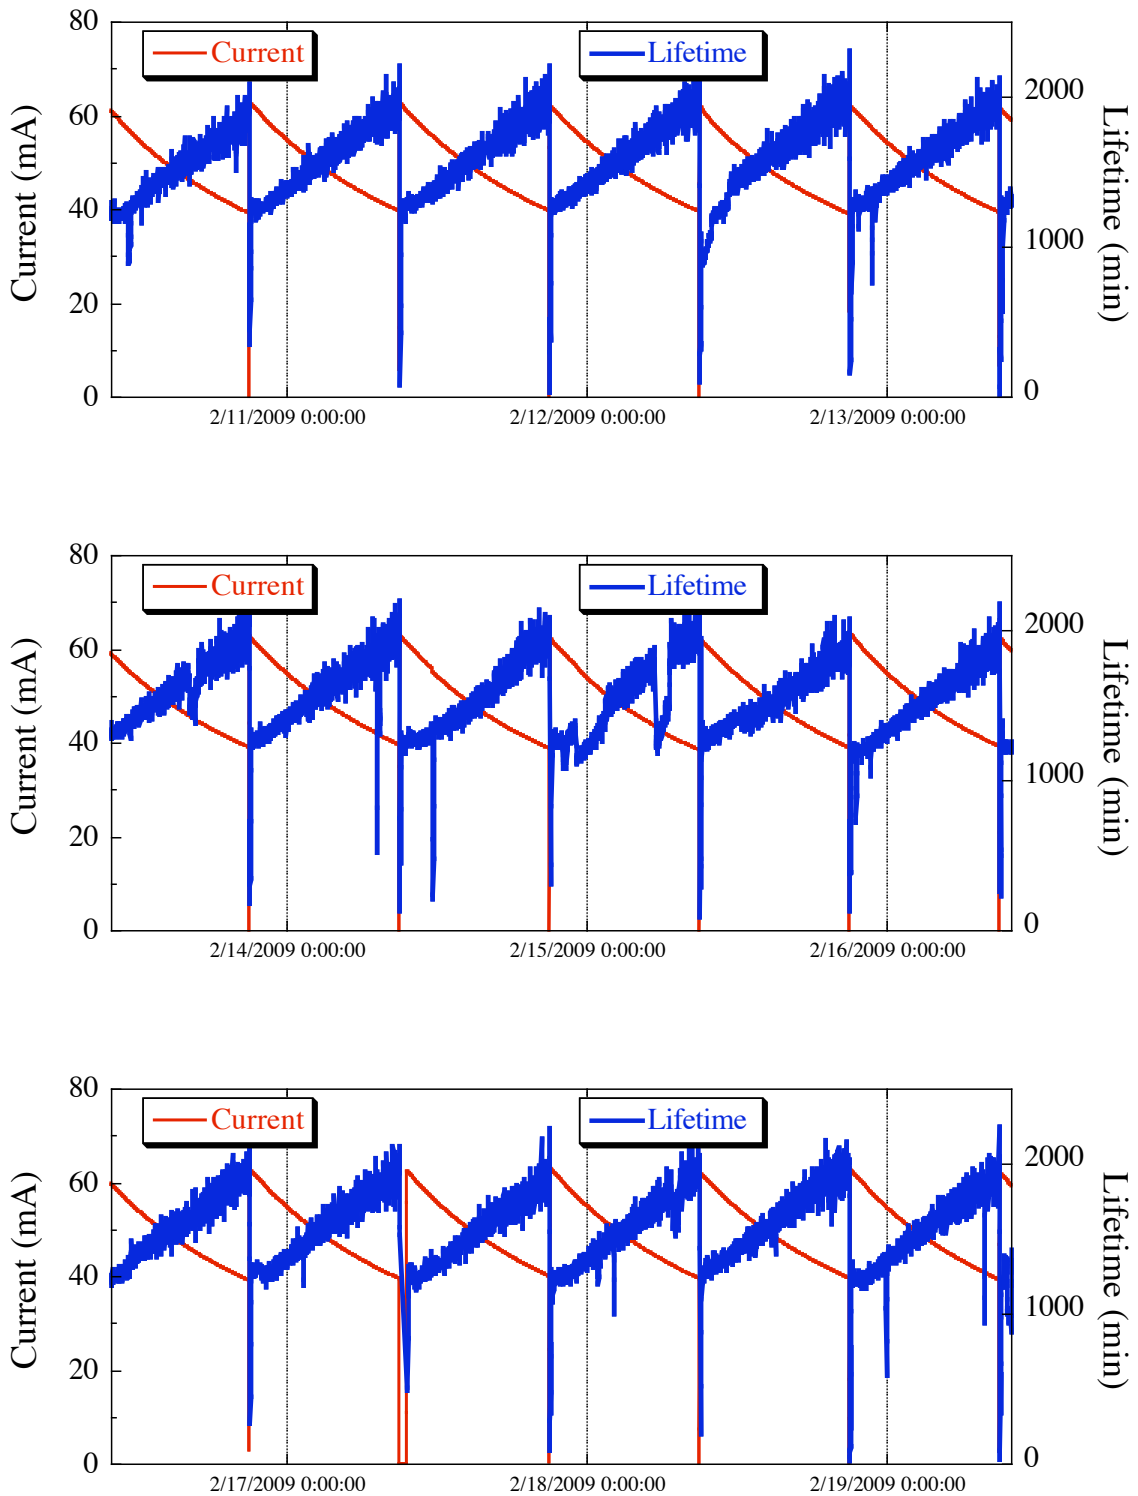 80
60
40
20
0
Current (mA)
Current
Lifetime
2000
1000
0
Lifetime (min)
2/11/2009 0:00:00
2/12/2009 0:00:00
2/13/2009 0:00:00
80
60
40
20
0
Current (mA)
Current
Lifetime
2000
1000
0
Lifetime (min)
2/14/2009 0:00:00
2/15/2009 0:00:00
2/16/2009 0:00:00
80
60
40
20
0
Current (mA)
Current
Lifetime
2000
1000
0
Lifetime (min)
2/17/2009 0:00:00
2/18/2009 0:00:00
2/19/2009 0:00:00